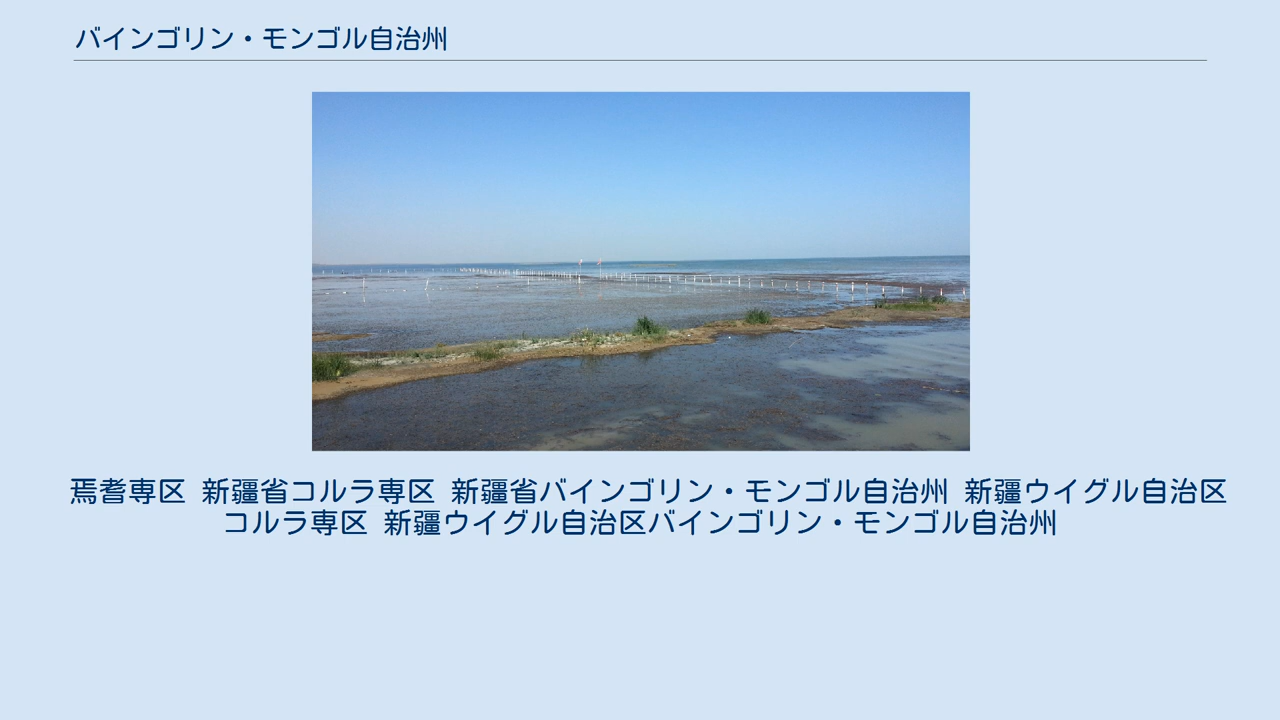 バインゴリン・モンゴル自治州
焉耆専区 新疆省コルラ専区 新疆省バインゴリン・モンゴル自治州 新疆ウイグル自治区
コルラ専区 新疆ウイグル自治区バインゴリン・モンゴル自治州